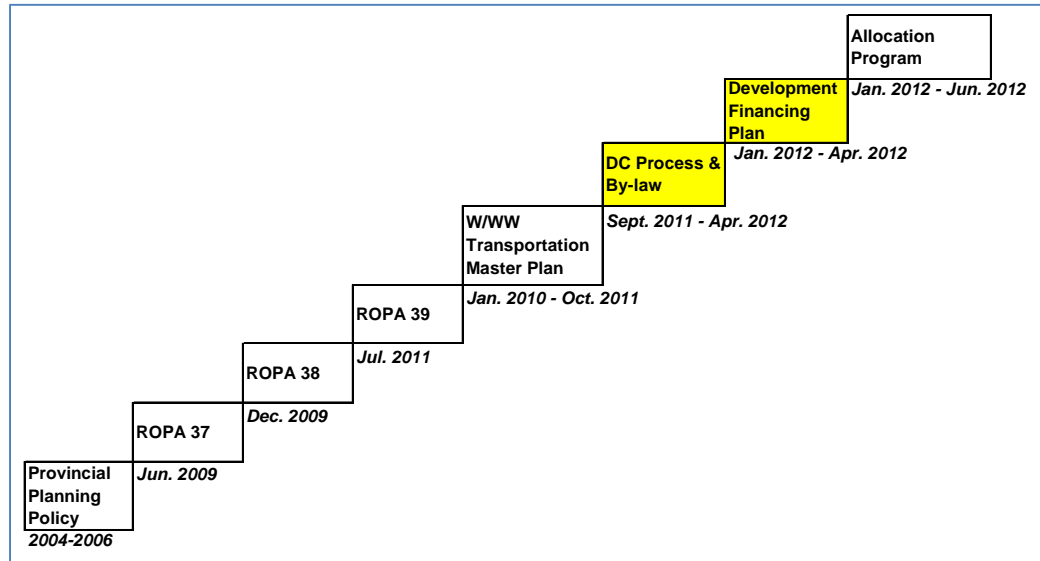 Allocation
Program
Jan. 2012 - Jun. 2012
Development
Financing
Plan
Jan. 2012 - Apr. 2012
DC Process &
By-law
Sept. 2011 - Apr. 2012
W/WW
Transportation
Master Plan
Jan. 2010 - Oct. 2011
ROPA 39
Jul. 2011
ROPA 38
Dec. 2009
ROPA 37
Jun. 2009
Provincial
Planning
Policy
2004-2006